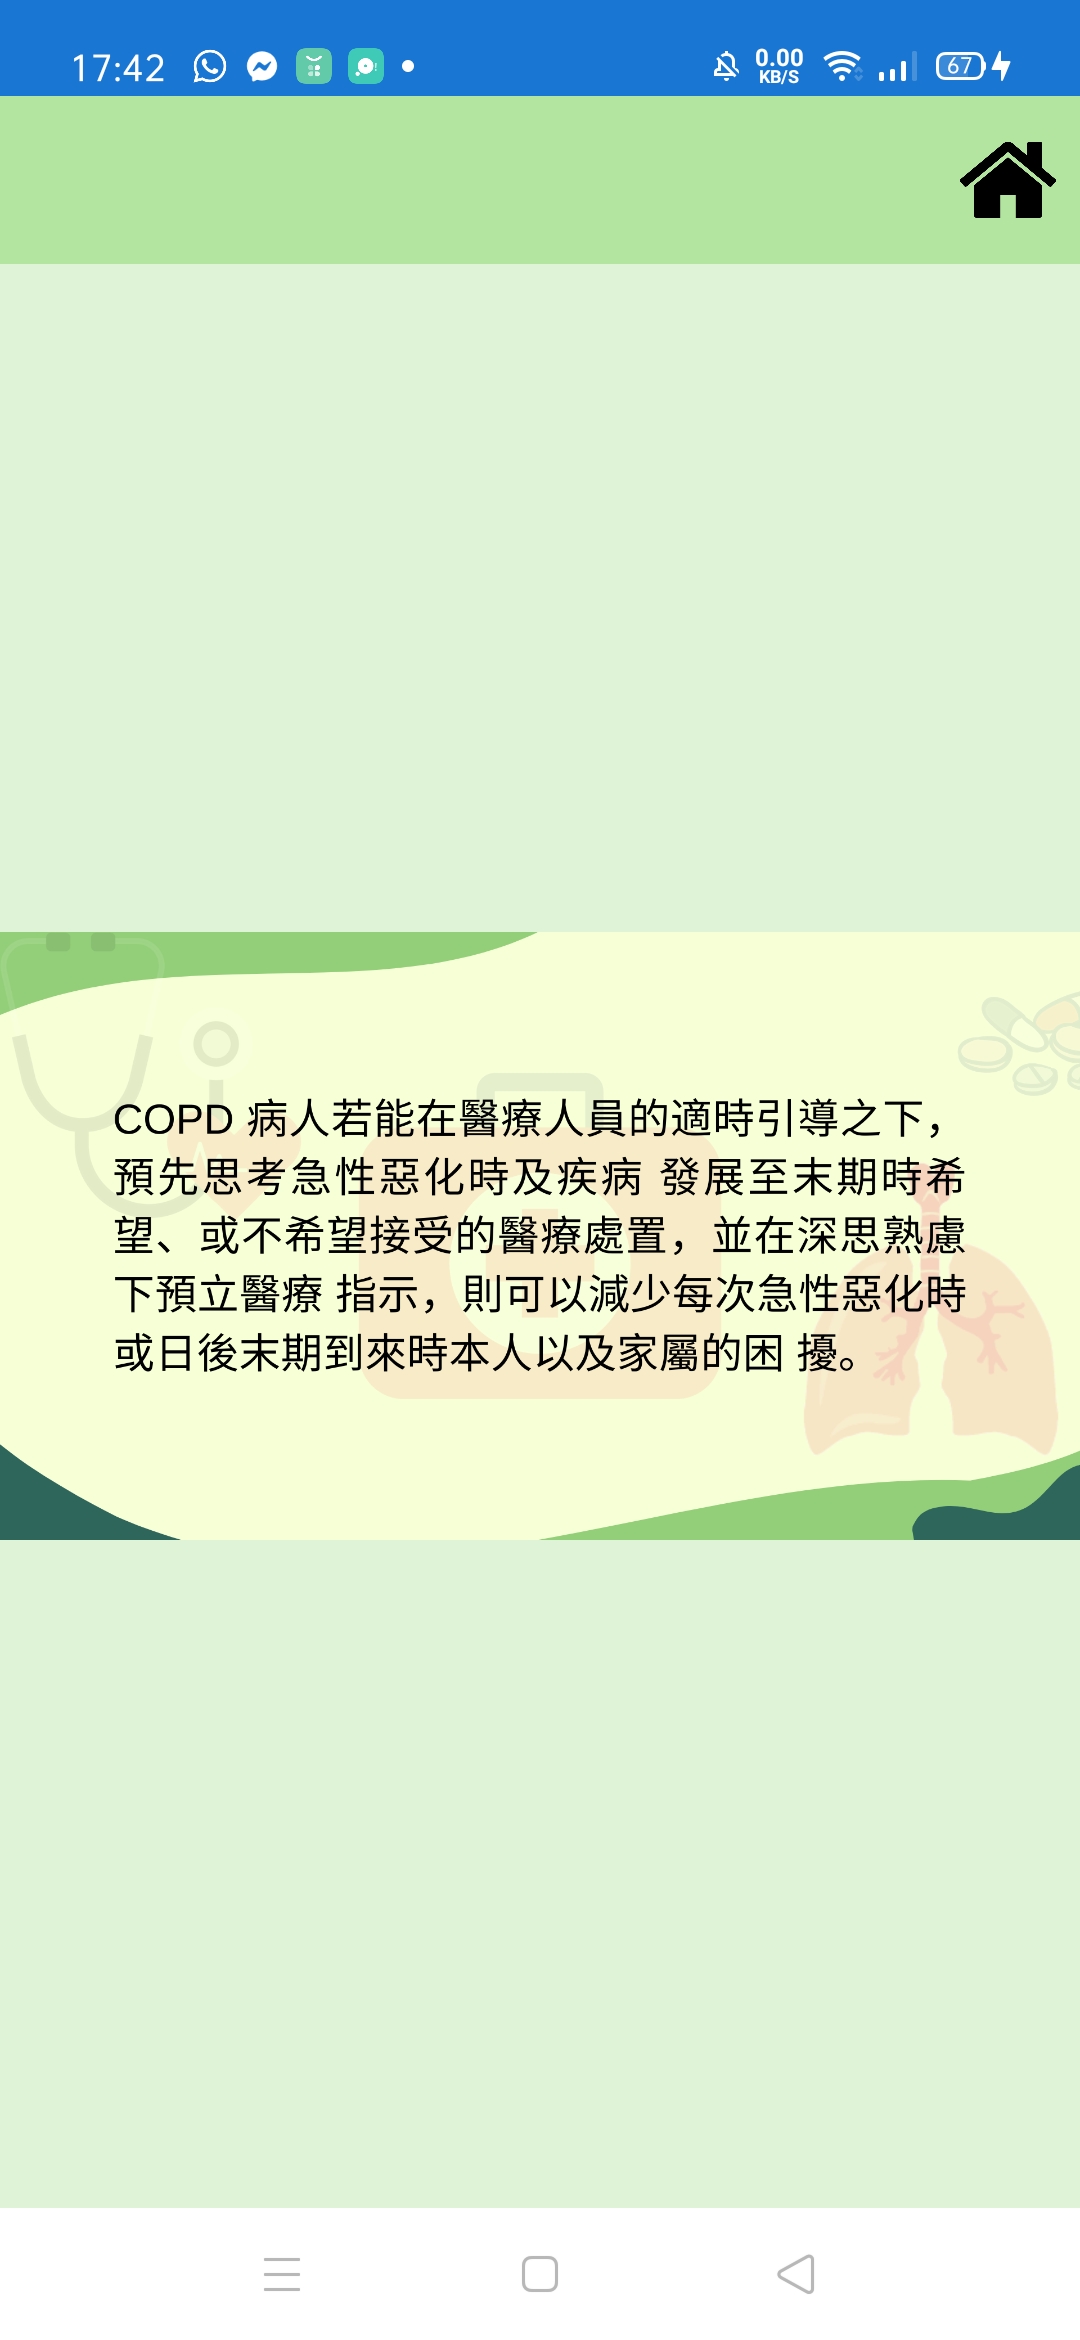 17:42
0.00
KB/S
67
COPD 病人若能在醫療人員的適時引導之下，
預先思考急性惡化時及疾病 發展至末期時希
望、或不希望接受的醫療處置，並在深思熟慮
下預立醫療 指示，則可以減少每次急性惡化時
或日後末期到來時本人以及家屬的困 擾。